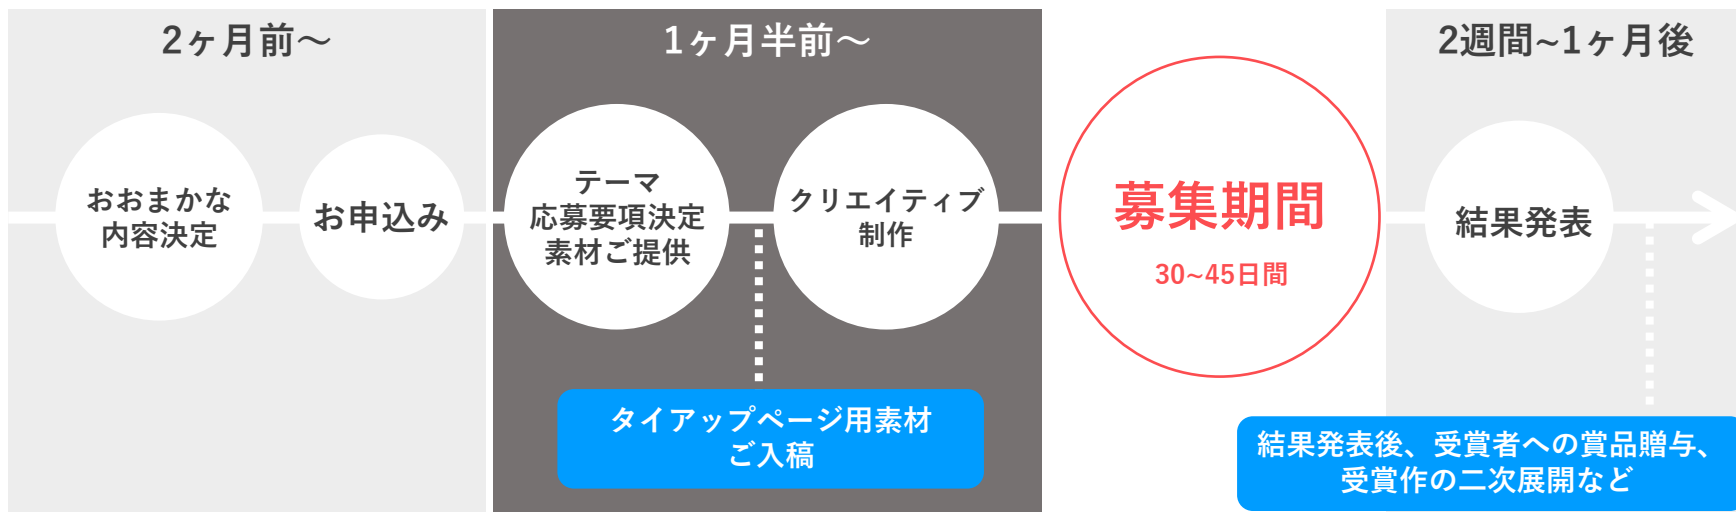 2ヶ月前〜
おおまかな
内容決定
お申込み
1ヶ月半前〜
テーマ
応募要項決定
素材ご提供
クリエイティブ
制作
タイアップページ用素材
ご入稿
募集期間
30~45日間
2週間~1ヶ月後
結果発表
結果発表後、受賞者への賞品贈与、
受賞作の二次展開など